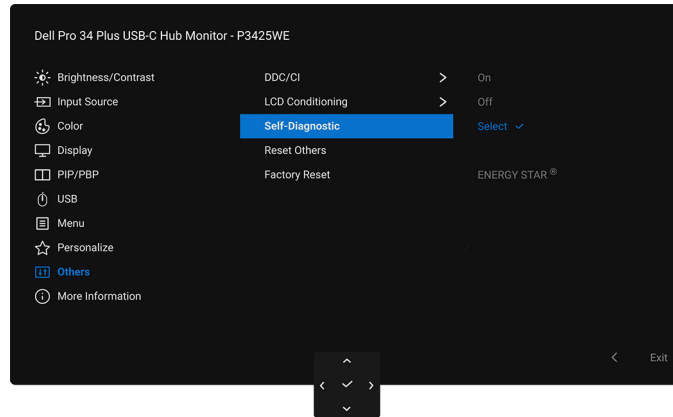 Dell Pro 34 Plus USB-C Hub Monitor - P3425WE
Brightness/Contrast
Input Source
Color
Display
PIP/PBP
USB
Menu
Personalize
Others
More Information
DDC/CI
LCD Conditioning
Self-Diagnostic
Reset Others
Factory Reset
On
Off
Select
ENERGY STAR ®
Exit